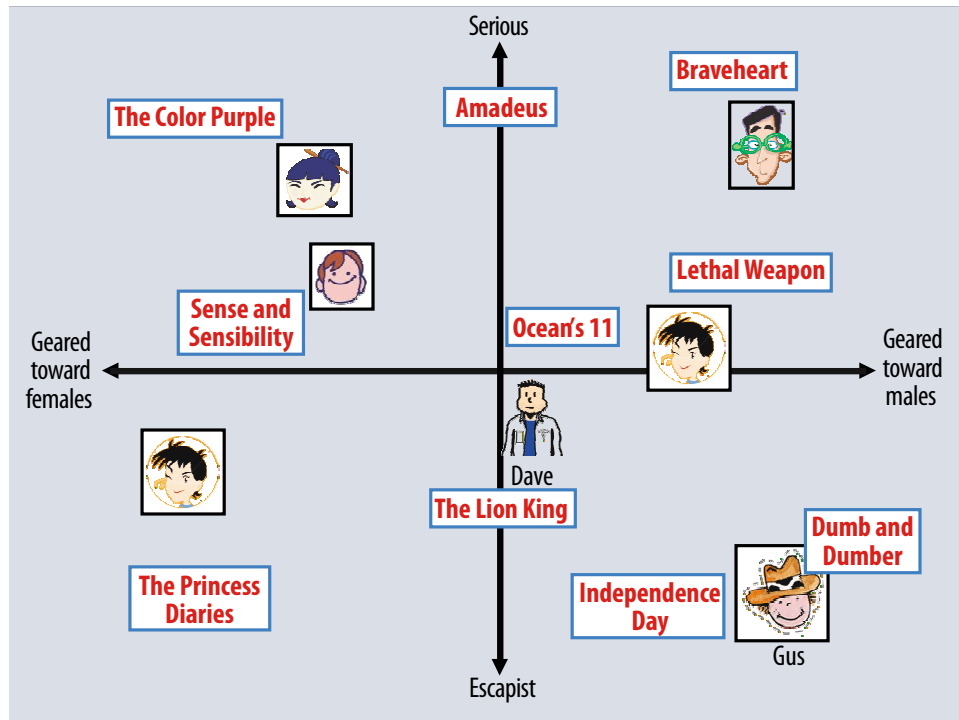 Serious
Braveheart
The Color Purple
Amadeus
Lethal Weapon
Sense and
Sensibility
Ocean's 11
Geared
toward
females
Geared
toward
males
Dave
The Lion King
Dumb and
Dumber
The Princess
Diaries
Independence
Day
Gus
Escapist